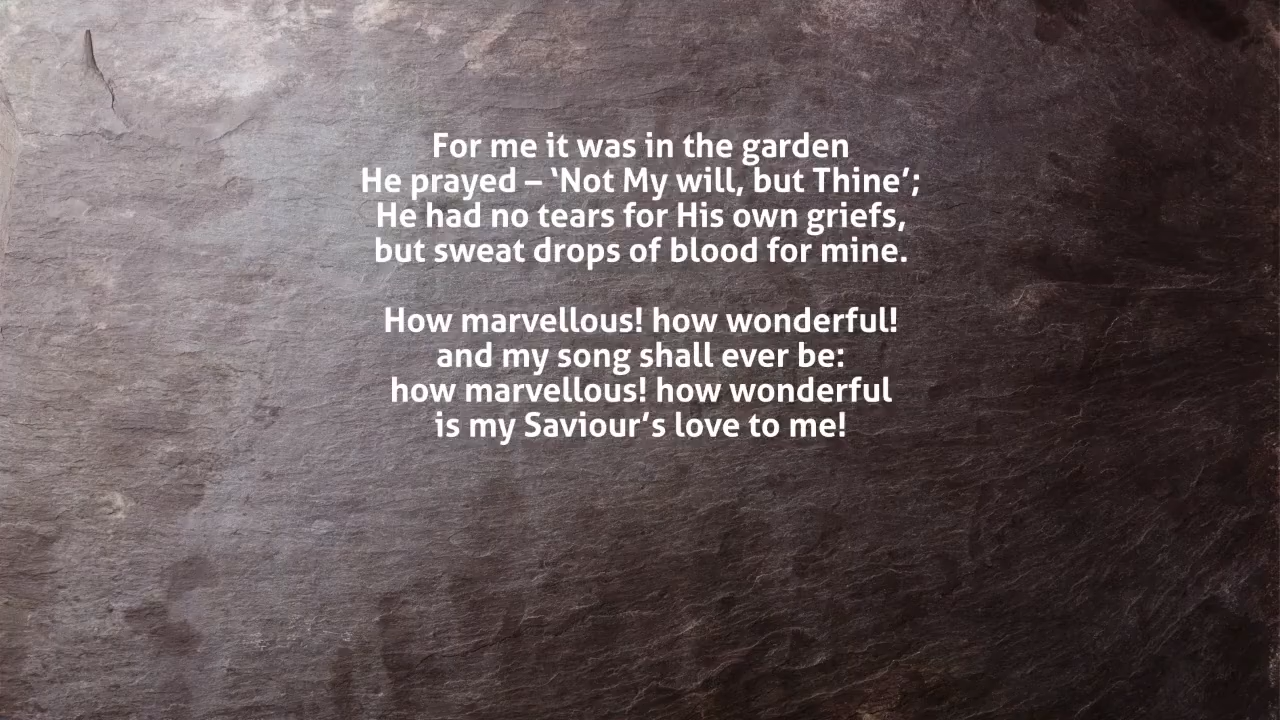 For me it was in the garden
He prayed – ‘Not My will, but Thine’;
He had no tears for His own griefs,
but sweat drops of blood for mine.
How marvellous! how wonderful!
and my song shall ever be:
how marvellous! how wonderful
is my Saviour’s love to me!